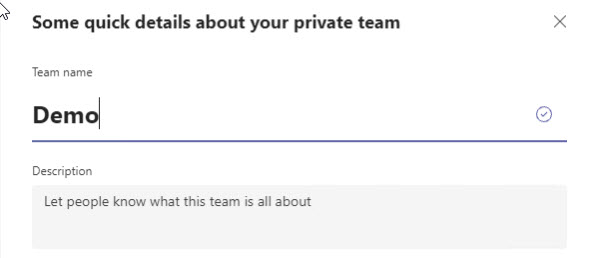 Some quick details about your private team
Team name
Demo
Description
Let people know what this team is all about